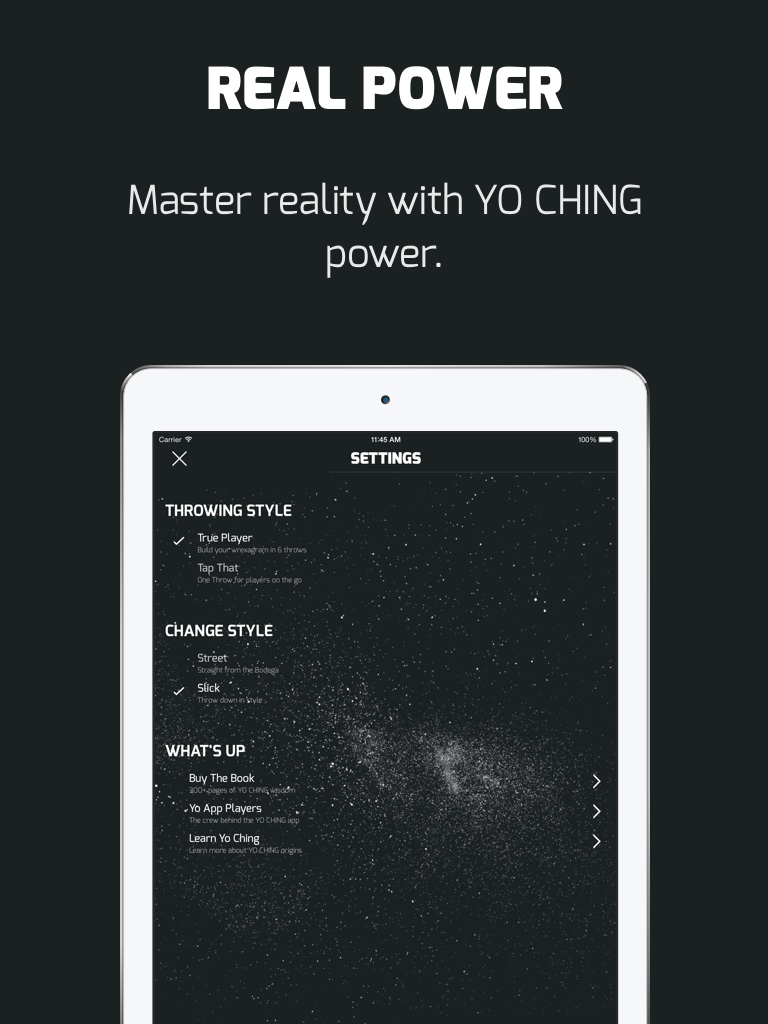 REAL POWER
Master reality with YO CHING
power.
Carrier
11:45 AM
100%
SETTINGS
THROWING STYLE
True Player
Build your wrexagram in 6 throws
Tap That
One Throw for players on the go
CHANGE STYLE
Street
Straight from the Bodega
Slick
Throw down in style
WHAT'S UP
Buy The Book
200+ pages of YO CHING wisdom
Yo App Players
The crew behind the YO CHING app
Learn Yo Ching
Learn more about YO CHING origins